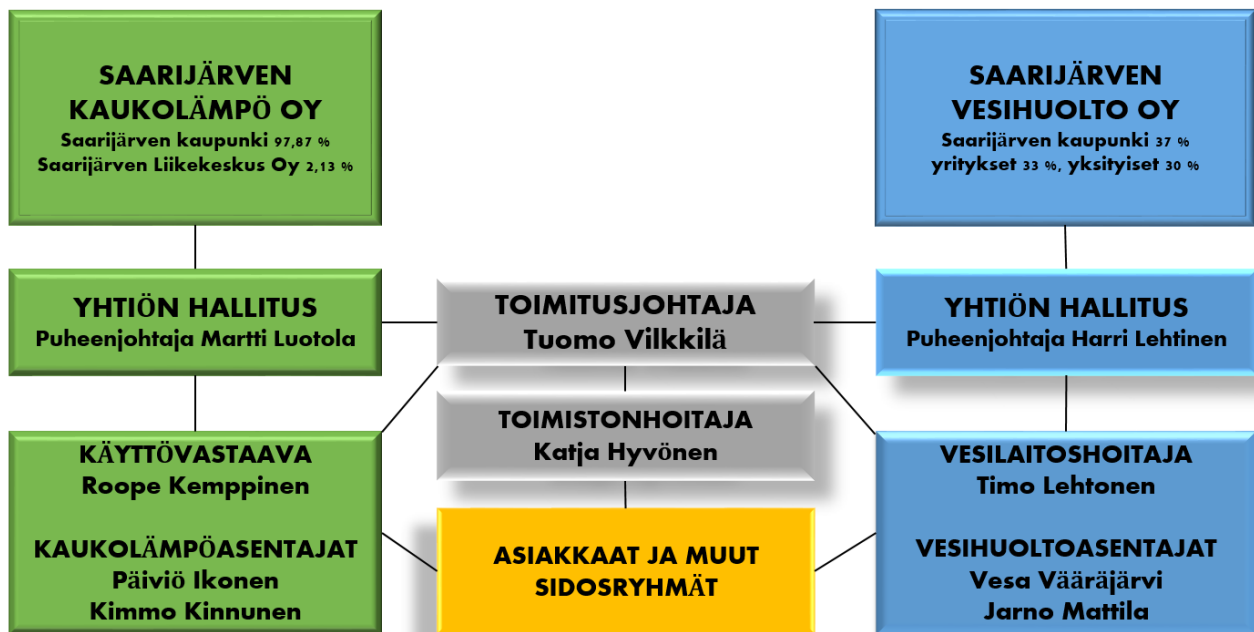 SAARIJÄRVEN
KAUKOLÄMPÖ OY
Saarijärven kaupunki 97,87 %
Saarijärven Liikekeskus Oy 2,13 %
SAARIJÄRVEN
VESIHUOLTO OY
Saarijärven kaupunki 37 %
yritykset 33 %, yksityiset 30 %
YHTIÖN HALLITUS
Puheenjohtaja Martti Luotola
TOIMITUSJOHTAJA
Tuomo Vilkkilä
YHTIÖN HALLITUS
Puheenjohtaja Harri Lehtinen
TOIMISTONHOITAJA
Katja Hyvönen
KÄYTTÖVASTAAVA
Roope Kemppinen
KAUKOLÄMPÖASENTAJAT
Päiviö Ikonen
Kimmo Kinnunen
ASIAKKAAT JA MUUT
SIDOSRYHMÄT
VESILAITOSHOITAJA
Timo Lehtonen
VESIHUOLTOASENTAJAT
Vesa Vääräjärvi
Jarno Mattila